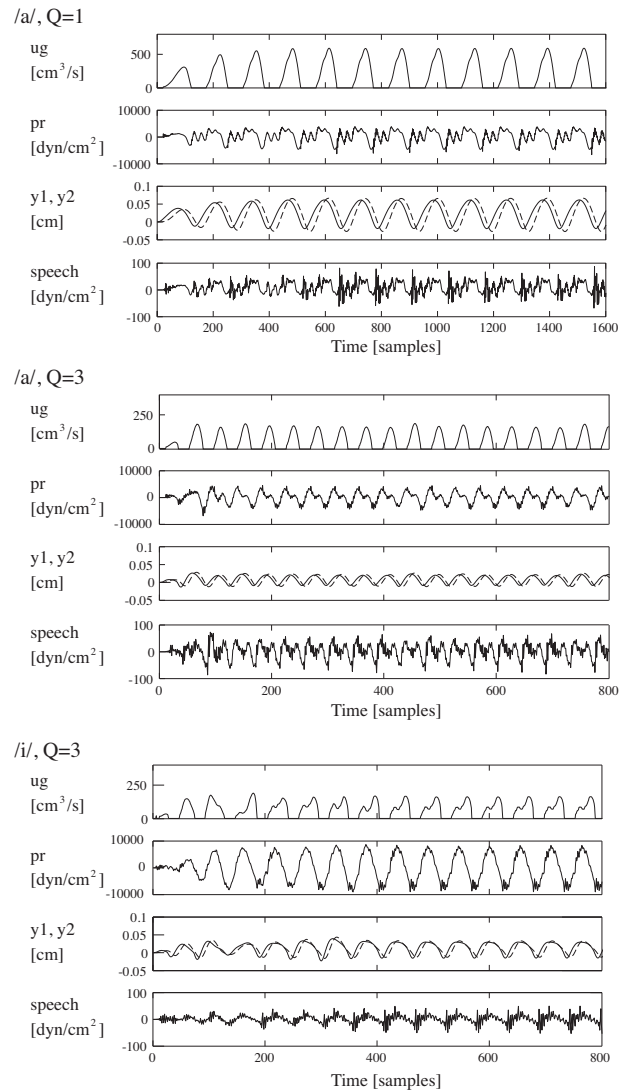 /a/, Q=1
ug
[cm³/s]
500
0
pr
[dyn/cm²]
10000
0
-10000
y1, y2
[cm]
0.1
0.05
0
-0.05
speech
[dyn/cm²]
100
0
-100
0 200 400 600 800 1000 1200 1400 1600
Time [samples]
/a/, Q=3
ug
[cm³/s]
250
0
pr
[dyn/cm²]
10000
0
-10000
y1, y2
[cm]
0.1
0.05
0
-0.05
speech
[dyn/cm²]
100
0
-100
200 400 600 800
Time [samples]
/i/, Q=3
ug
[cm³/s]
250
0
pr
[dyn/cm²]
10000
0
-10000
y1, y2
[cm]
0.1
0.05
0
-0.05
speech
[dyn/cm²]
100
0
-100
0 200 400 600 800
Time [samples]